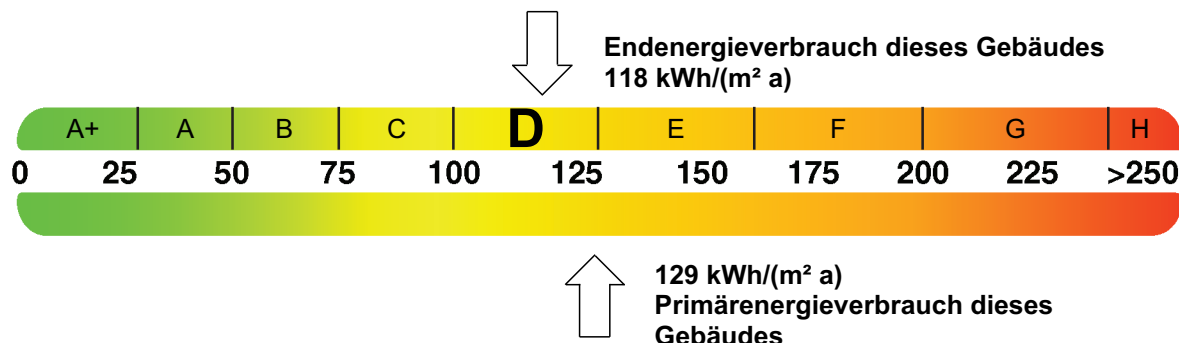 Endenergieverbrauch dieses Gebäudes
118 kWh/(m² a)
A+ A B C D E F G H
0 25 50 75 100 125 150 175 200 225 >250
129 kWh/(m² a)
Primärenergieverbrauch dieses
Gebäudes